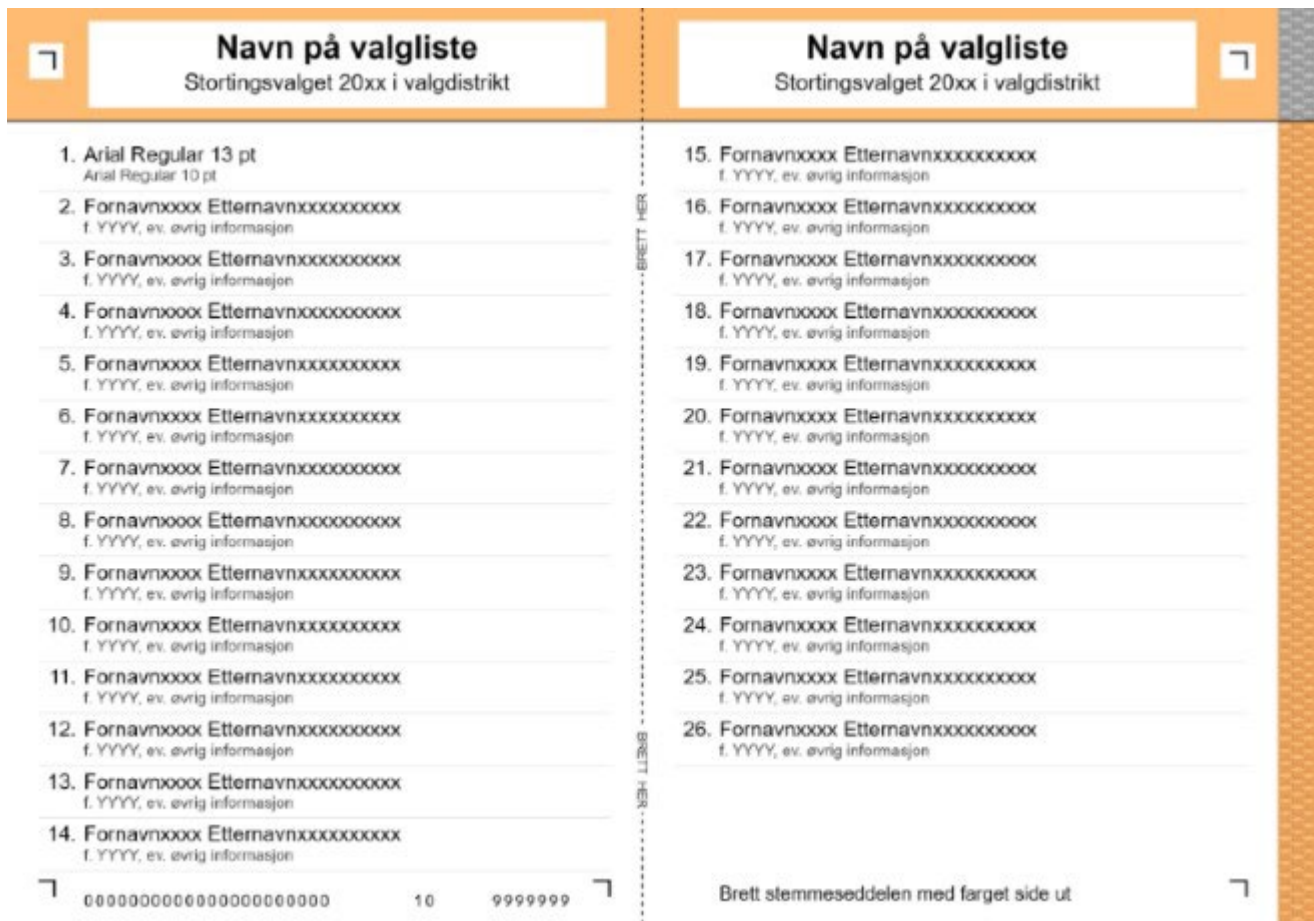 Navn på valgliste
Stortingsvalget 20xx i valgdistrikt
1. Arial Regular 13 pt
Arial Regular 10 pt
2. Fornavnxxxx Etternavnxxxxxxxxxx
f. YYYY, ev. øvrig informasjon
3. Fornavnxxxx Etternavnxxxxxxxxxx
f. YYYY, ev. øvrig informasjon
4. Fornavnxxxx Etternavnxxxxxxxxxx
f. YYYY, ev. øvrig informasjon
5. Fornavnxxxx Etternavnxxxxxxxxxx
f. YYYY, ev. øvrig informasjon
6. Fornavnxxxx Etternavnxxxxxxxxxx
f. YYYY, ev. øvrig informasjon
7. Fornavnxxxx Etternavnxxxxxxxxxx
f. YYYY, ev. øvrig informasjon
8. Fornavnxxxx Etternavnxxxxxxxxxx
f. YYYY, ev. øvrig informasjon
9. Fornavnxxxx Etternavnxxxxxxxxxx
f. YYYY, ev. øvrig informasjon
10. Fornavnxxxx Etternavnxxxxxxxxxx
f. YYYY, ev. øvrig informasjon
11. Fornavnxxxx Etternavnxxxxxxxxxx
f. YYYY, ev. øvrig informasjon
12. Fornavnxxxx Etternavnxxxxxxxxxx
f. YYYY, ev. øvrig informasjon
13. Fornavnxxxx Etternavnxxxxxxxxxx
f. YYYY, ev. øvrig informasjon
14. Fornavnxxxx Etternavnxxxxxxxxxx
f. YYYY, ev. øvrig informasjon
0000000000000000000000 10 9999999
BRETT HER
BRETT HER
Navn på valgliste
Stortingsvalget 20xx i valgdistrikt
15. Fornavnxxxx Etternavnxxxxxxxxxx
f. YYYY, ev. øvrig informasjon
16. Fornavnxxxx Etternavnxxxxxxxxxx
f. YYYY, ev. øvrig informasjon
17. Fornavnxxxx Etternavnxxxxxxxxxx
f. YYYY, ev. øvrig informasjon
18. Fornavnxxxx Etternavnxxxxxxxxxx
f. YYYY, ev. øvrig informasjon
19. Fornavnxxxx Etternavnxxxxxxxxxx
f. YYYY, ev. øvrig informasjon
20. Fornavnxxxx Etternavnxxxxxxxxxx
f. YYYY, ev. øvrig informasjon
21. Fornavnxxxx Etternavnxxxxxxxxxx
f. YYYY, ev. øvrig informasjon
22. Fornavnxxxx Etternavnxxxxxxxxxx
f. YYYY, ev. øvrig informasjon
23. Fornavnxxxx Etternavnxxxxxxxxxx
f. YYYY, ev. øvrig informasjon
24. Fornavnxxxx Etternavnxxxxxxxxxx
f. YYYY, ev. øvrig informasjon
25. Fornavnxxxx Etternavnxxxxxxxxxx
f. YYYY, ev. øvrig informasjon
26. Fornavnxxxx Etternavnxxxxxxxxxx
f. YYYY, ev. øvrig informasjon
Brett stemmeseddelen med farget side ut